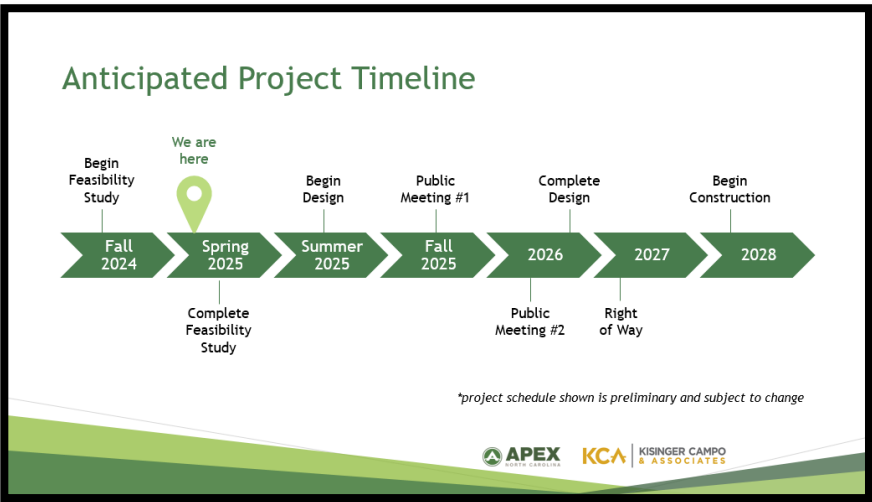 Anticipated Project Timeline
We are
here
Begin
Feasibility
Study
Begin
Design
Public
Meeting #1
Complete
Design
Begin
Construction
Fall
2024
Spring
2025
Summer
2025
Fall
2025
2026
2027
2028
Complete
Feasibility
Study
Public
Meeting #2
Right
of Way
*project schedule shown is preliminary and subject to change
APEX
NORTH CAROLINA
KCA
KISINGER CAMPO
& ASSOCIATES